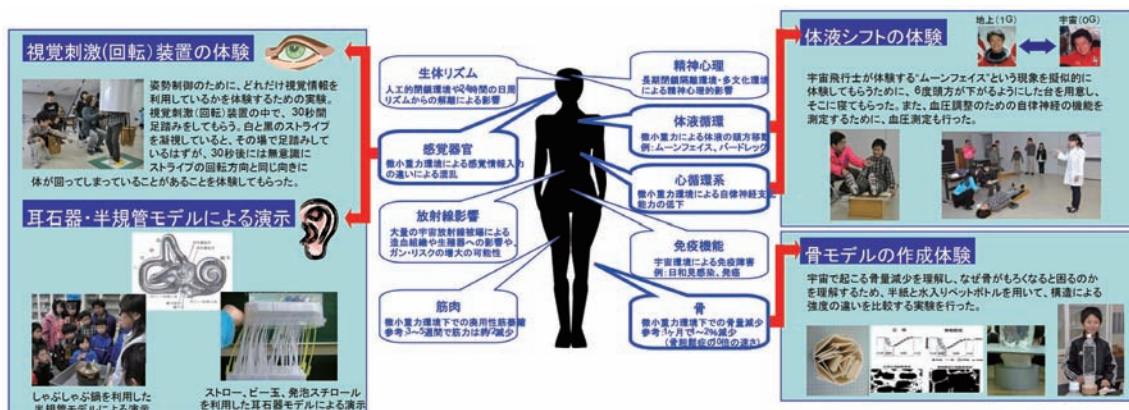 視覚刺激(回転)装置の体験
姿勢制御のために、どれだけ視覚情報を
利用しているかを体験するための実験。
視覚刺激(回転)装置の中で、30秒間
足踏みをしてもらう。白と黒のストライプ
を凝視していると、その場で足踏みして
いるはずが、30秒後には無意識に
ストライプの回転方向と同じ向きに
体が回ってしまっていることがあることを体験してもらった。
耳石器・半規管モデルによる演示
しゃぶしゃぶ鍋を利用した
半規管モデルによる演示
ストロー、ビー玉、発泡スチロール
を利用した耳石器モデルによる演示
生体リズム
人工的閉鎖環境や24時間の日周
リズムからの解離による影響
感覚器官
微小重力環境による感覚情報入力
の違いによる混乱
放射線影響
大量の宇宙放射線被曝による
造血組織や生殖器への影響や、
ガン・リスクの増大の可能性
筋肉
微小重力環境下での廃用性筋萎縮
参考:3~5週間で筋力は約
減少
精神心理
長期閉鎖隔離環境・多文化環境
による精神心理的影響
体液循環
微小重力による体液の頭方移動
例:ムーンフェイス、バードレッグ
心循環系
微小重力環境による自律神経支配
能力の低下
免疫機能
宇宙環境による免疫障害
例:日和見感染、発癌
骨
微小重力環境下での骨量減少
参考:1ヶ月で1~2%減少
(骨粗鬆症の
倍の速さ)
地上(1G)
宇宙(0G)
体液シフトの体験
宇宙飛行士が体験する“ムーンフェイス”という現象を擬似的に
体験してもらうために、6度頭方が下がるようにした台を用意し、
そこに寝てもらった。また、血圧調整のための自律神経の機能を
測定するために、血圧測定も行った。
骨モデルの作成体験
宇宙で起こる骨量減少を理解し、なぜ骨がもろくなると困るのか
を理解するため、半紙と水入りペットボトルを用いて、構造による
強度の違いを比較する実験を行った。